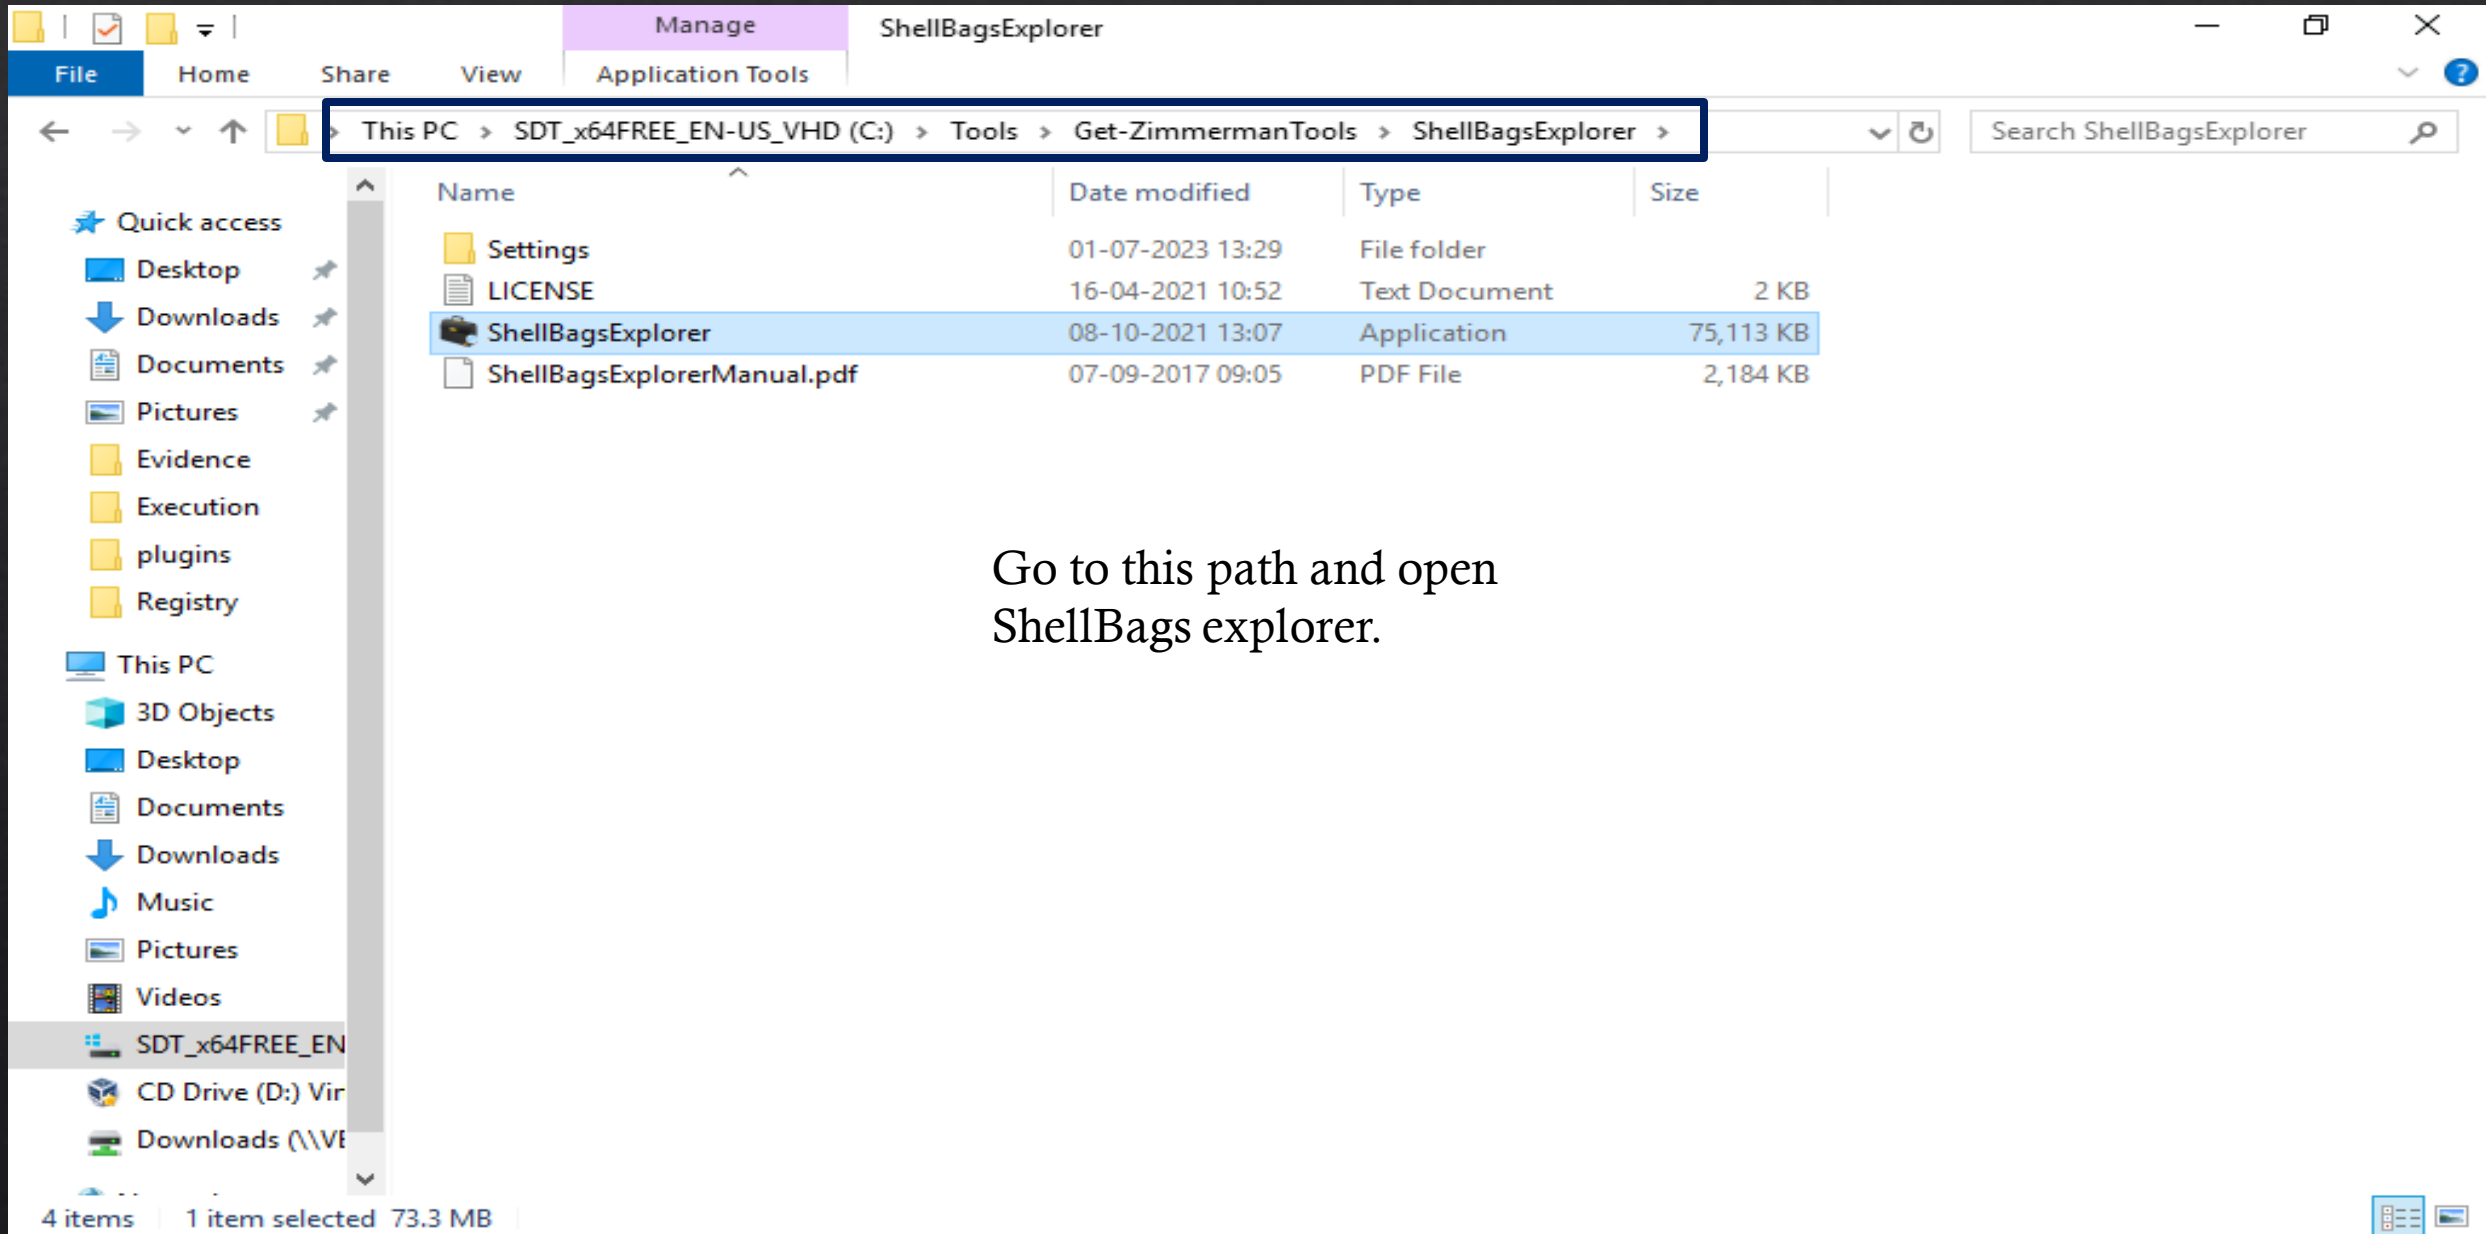 Manage
ShellBagsExplorer
File Home Share View Application Tools
This PC > SDT_x64FREE_EN-US_VHD (C:) > Tools > Get-ZimmermanTools > ShellBagsExplorer >
Search ShellBagsExplorer
Name Date modified Type Size
Settings 01-07-2023 13:29 File folder
LICENSE 16-04-2021 10:52 Text Document 2 KB
ShellBagsExplorer 08-10-2021 13:07 Application 75,113 KB
ShellBagsExplorerManual.pdf 07-09-2017 09:05 PDF File 2,184 KB
Quick access
Desktop
Downloads
Documents
Pictures
Evidence
Execution
plugins
Registry
This PC
3D Objects
Desktop
Documents
Downloads
Music
Pictures
Videos
SDT_x64FREE_EN
CD Drive (D:) Vir
Downloads (\\VE
Go to this path and open
ShellBags explorer.
4 items 1 item selected 73.3 MB